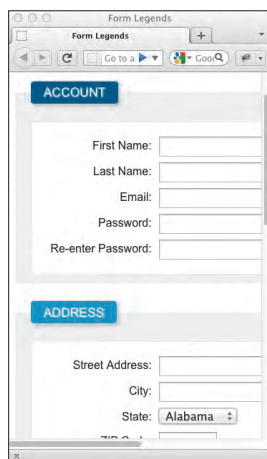 Form Legends
Form Legends
Go to a
Goo
ACCOUNT
First Name:
Last Name:
Email:
Password:
Re-enter Password:
ADDRESS
Street Address:
City:
State: Alabama